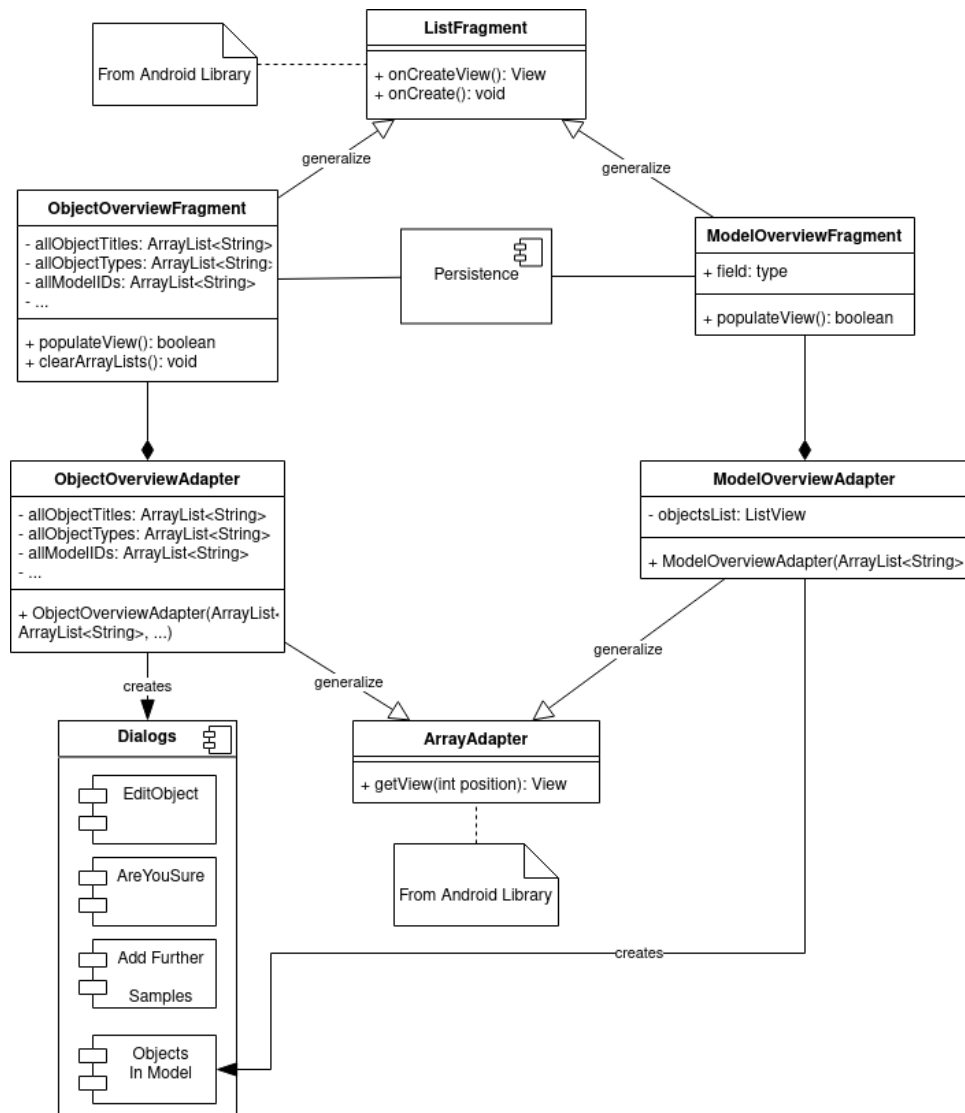 ListFragment
From Android Library
+ onCreateView(): View
+ onCreate(): void
generalize
generalize
ObjectOverviewFragment
- allObjectTitles: ArrayList<String>
- allObjectTypes: ArrayList<String>
- allModelIDs: ArrayList<String>
- ...
+ populateView(): boolean
+ clearArrayLists(): void
Persistence
ModelOverviewFragment
+ field: type
+ populateView(): boolean
ObjectOverviewAdapter
- allObjectTitles: ArrayList<String>
- allObjectTypes: ArrayList<String>
- allModelIDs: ArrayList<String>
- ...
+ ObjectOverviewAdapter(ArrayList<
ArrayList<String>, ...)
ModelOverviewAdapter
- objectsList: ListView
+ ModelOverviewAdapter(ArrayList<String>
generalize
generalize
creates
Dialogs
EditObject
AreYouSure
Add Further
Samples
Objects
In Model
ArrayAdapter
+ getView(int position): View
From Android Library
creates